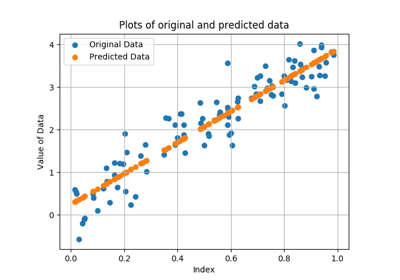 Plots of original and predicted data
Original Data
Predicted Data
Value of Data
4
3
2
1
0
0.0 0.2 0.4 0.6 0.8 1.0
Index